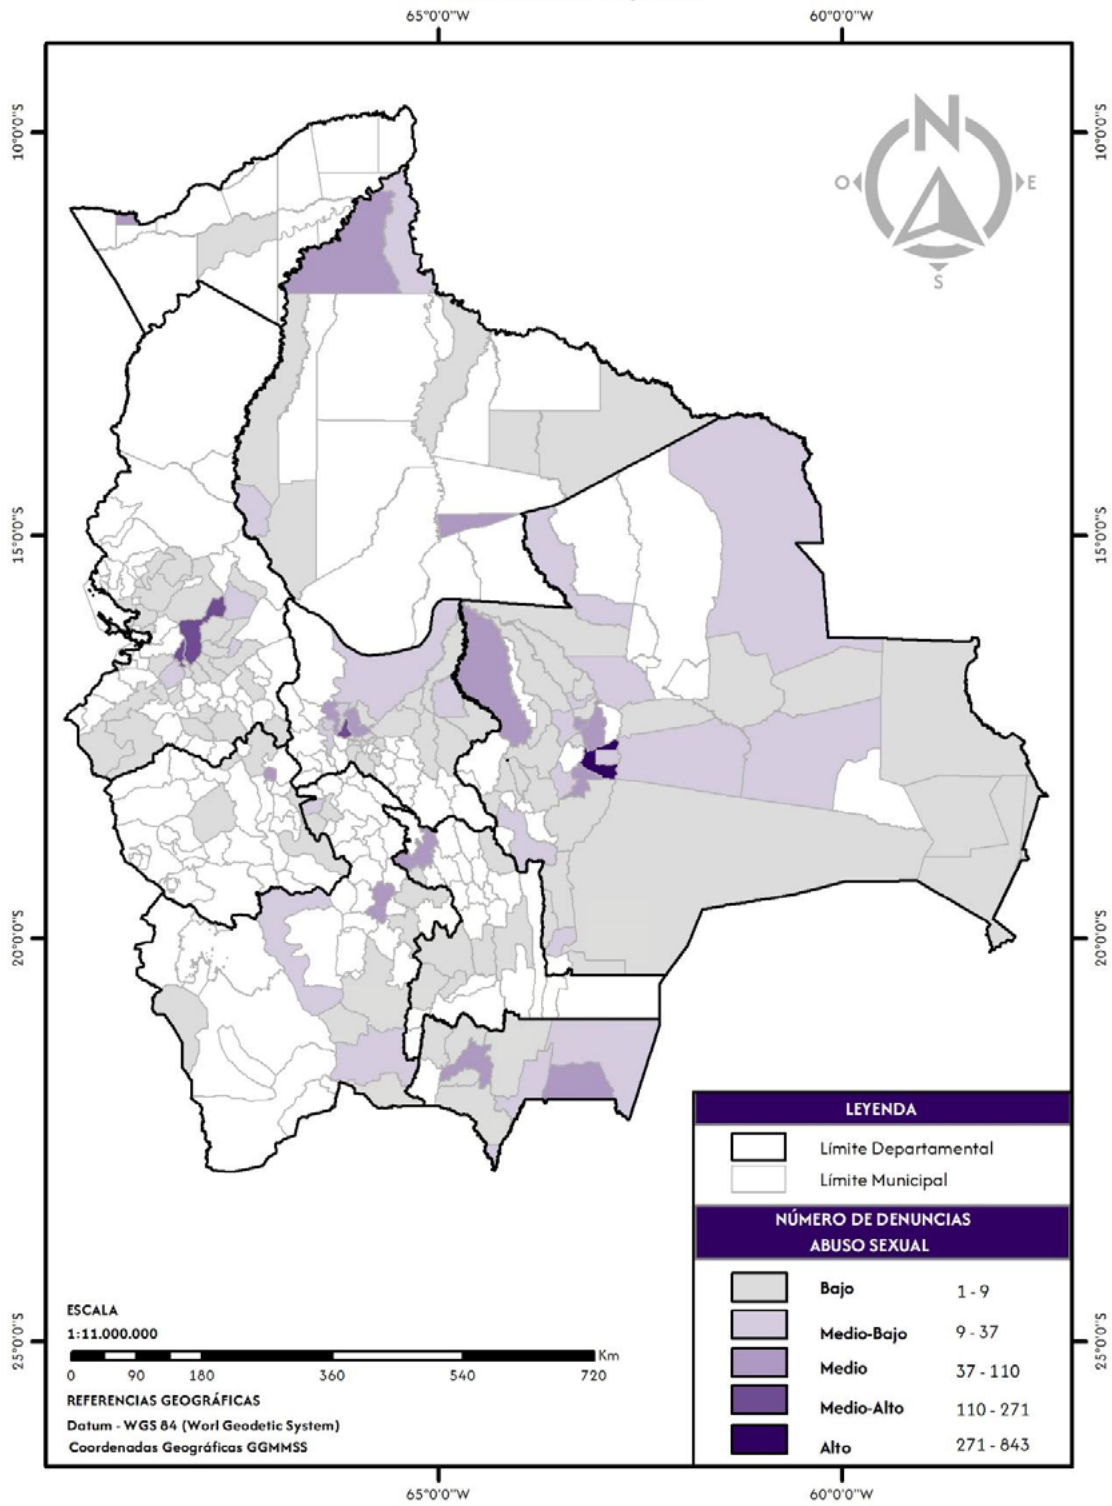 65°0'0"W 60°0'0"W
10°0'0"S 10°0'0"S
N
O E
S
15°0'0"S 15°0'0"S
20°0'0"S 20°0'0"S
25°0'0"S 25°0'0"S
LEYENDA
Límite Departamental
Límite Municipal
NÚMERO DE DENUNCIAS
ABUSO SEXUAL
Bajo 1 - 9
Medio-Bajo 9 - 37
Medio 37 - 110
Medio-Alto 110 - 271
Alto 271 - 843
ESCALA
1:11.000.000
Km
0 90 180 360 540 720
REFERENCIAS GEOGRÁFICAS
Datum - WGS 84 (Worl Geodetic System)
Coordenadas Geográficas GGMMSS
65°0'0"W 60°0'0"W